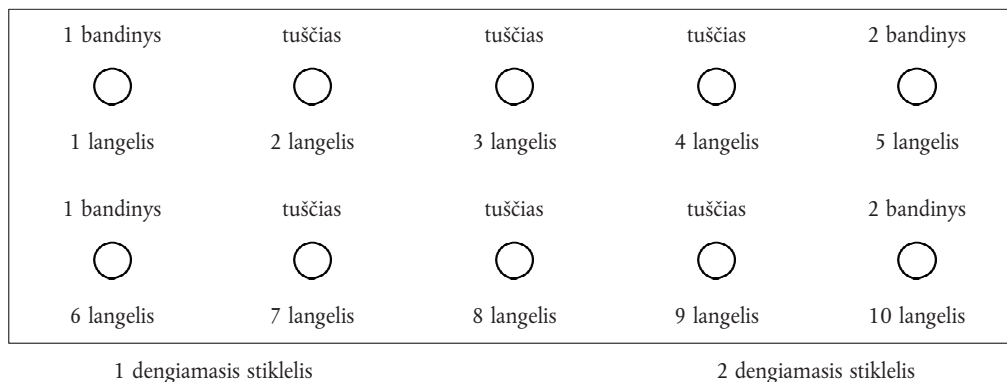 1 bandinys tuščias tuščias tuščias 2 bandinys
1 langelis 2 langelis 3 langelis 4 langelis 5 langelis
1 bandinys tuščias tuščias tuščias 2 bandinys
6 langelis 7 langelis 8 langelis 9 langelis 10 langelis
1 dengiamasis stiklelis 2 dengiamasis stiklelis